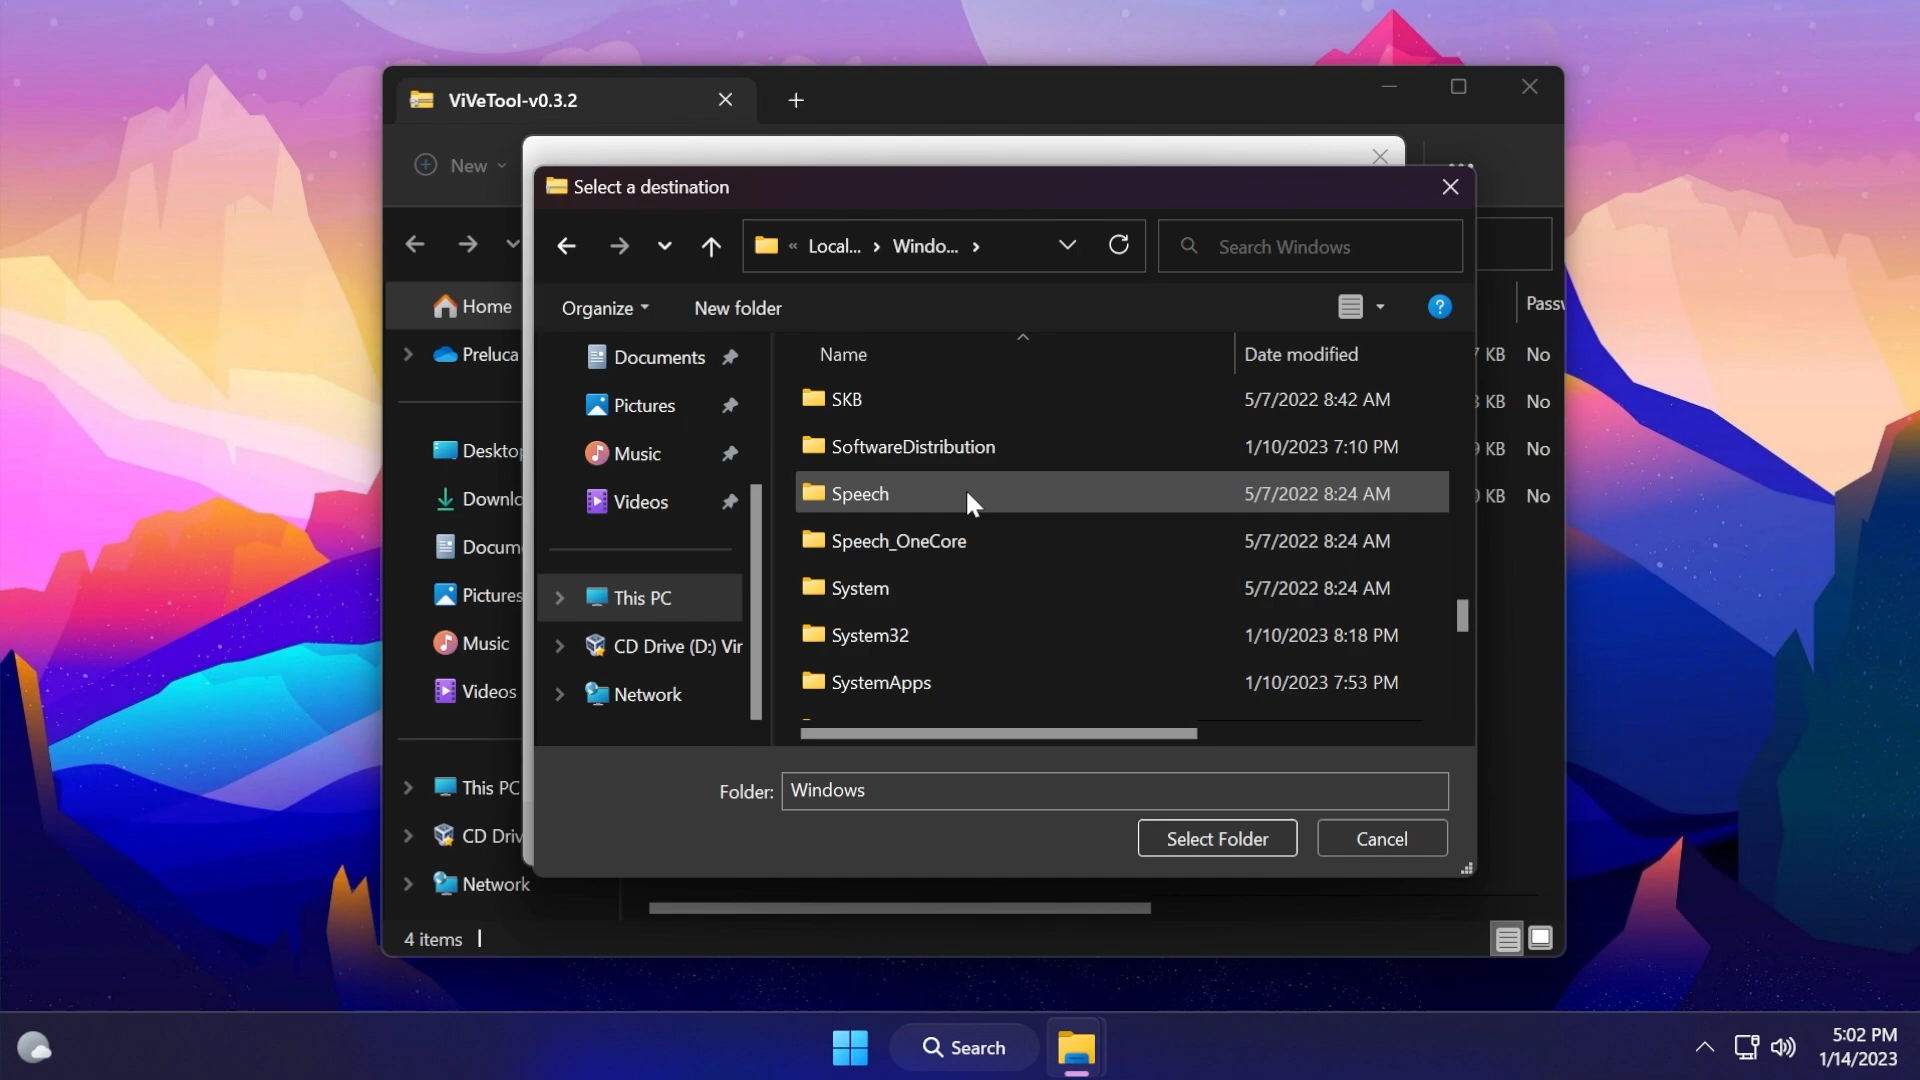 ViVeTool-v0.3.2
New
Select a destination
« Local... › Windo... ›
Search Windows
Organize
New folder
Home
Preluca
Desktop
Downlo
Docum
Pictures
Music
Videos
This PC
CD Driv
Network
Documents
Pictures
Music
Videos
This PC
CD Drive (D:) Vir
Network
Name Date modified
SKB 5/7/2022 8:42 AM
SoftwareDistribution 1/10/2023 7:10 PM
Speech 5/7/2022 8:24 AM
Speech_OneCore 5/7/2022 8:24 AM
System 5/7/2022 8:24 AM
System32 1/10/2023 8:18 PM
SystemApps 1/10/2023 7:53 PM
Passw
KB No
KB No
KB No
KB No
Folder: Windows
Select Folder
Cancel
4 items
Search
5:02 PM
1/14/2023